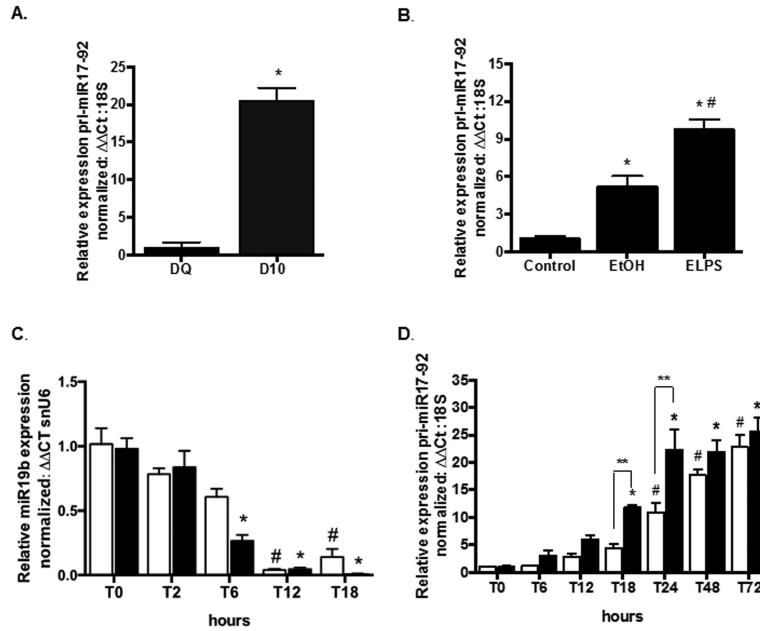 A.
Relative expression pri-miR17-92
normalized: ΔΔCt :18S
25
20
15
10
5
0
*
DQ D10
B.
Relative expression pri-miR17-92
normalized: ΔΔCt :18S
15
12
9
6
3
0
*
* #
Control EtOH ELPS
C.
Relative miR19b expression
normalized: ΔΔCT snU6
1.5
1.0
0.5
0.0
*
# *
# *
T0 T2 T6 T12 T18
hours
D.
Relative expression pri-miR17-92
normalized: ΔΔCt :18S
35
30
25
20
15
10
5
0
** *
** # *
# *
# *
T0 T6 T12 T18 T24 T48 T72
hours